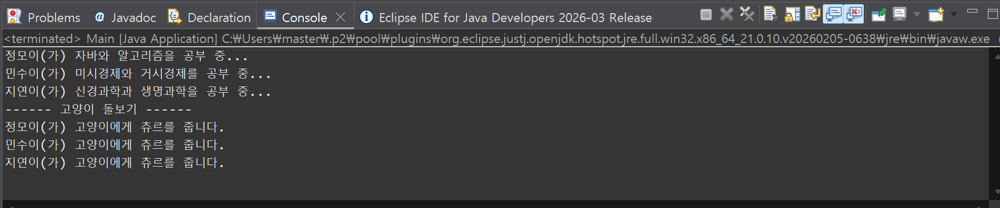 Problems Javadoc Declaration Console Eclipse IDE for Java Developers 2026-03 Release
<terminated> Main [Java Application] C:₩Users₩master₩.p2₩pool₩plugins₩org.eclipse.justj.openjdk.hotspot.jre.full.win32.x86_64_21.0.10.v20260205-0638₩jre₩bin₩javaw.exe (
정모이(가) 자바와 알고리즘을 공부 중...
민수이(가) 미시경제와 거시경제를 공부 중...
지연이(가) 신경과학과 생명과학을 공부 중...
------ 고양이 돌보기 ------
정모이(가) 고양이에게 츄르를 줍니다.
민수이(가) 고양이에게 츄르를 줍니다.
지연이(가) 고양이에게 츄르를 줍니다.